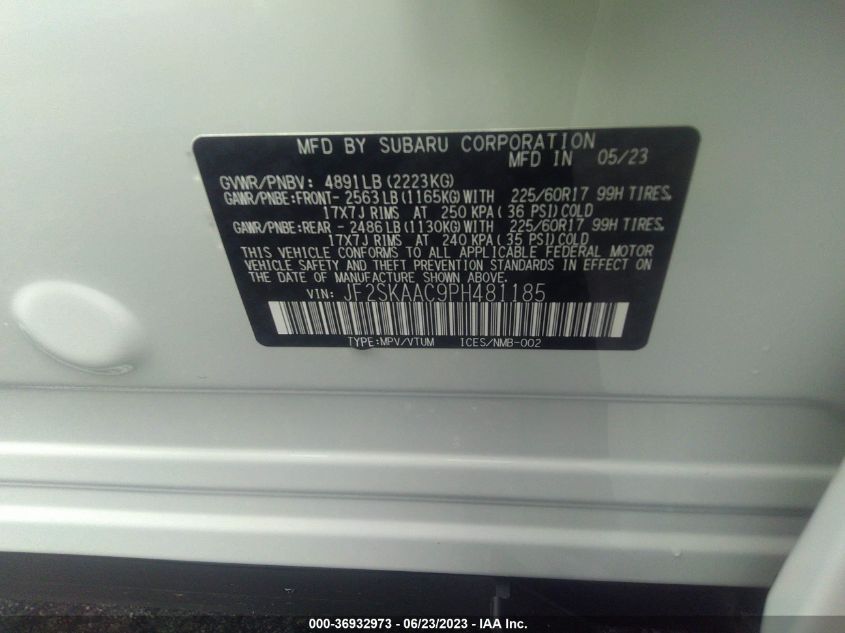 MFD BY SUBARU CORPORATION
MFD IN 05/23
GVWR/PNBV: 4891LB (2223KG)
GAWR/PNBE:FRONT- 2563LB (1165KG) WITH 225/60R17 99H TIRES,
17X7J RIMS AT 250 KPA (36 PSI) COLD
GAWR/PNBE:REAR - 2486LB (1130KG) WITH 225/60R17 99H TIRES,
17X7J RIMS AT 240 KPA (35 PSI) COLD
THIS VEHICLE CONFORMS TO ALL APPLICABLE FEDERAL MOTOR
VEHICLE SAFETY AND THEFT PREVENTION STANDARDS IN EFFECT ON
THE DATE OF MANUFACTURE SHOWN ABOVE.
VIN: JF2SKAAC9PH481185
TYPE:MPV/VTUM ICES/NMB-002
000-36932973 - 06/23/2023 - IAA Inc.